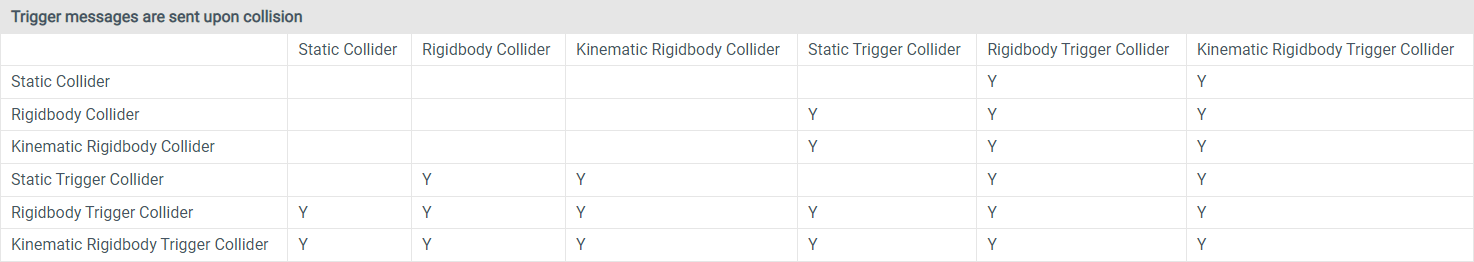 Trigger messages are sent upon collision
Static Collider Rigidbody Collider Kinematic Rigidbody Collider Static Trigger Collider Rigidbody Trigger Collider Kinematic Rigidbody Trigger Collider
Static Collider Y Y
Rigidbody Collider Y Y Y
Kinematic Rigidbody Collider Y Y Y
Static Trigger Collider Y Y Y Y
Rigidbody Trigger Collider Y Y Y Y Y Y
Kinematic Rigidbody Trigger Collider Y Y Y Y Y Y